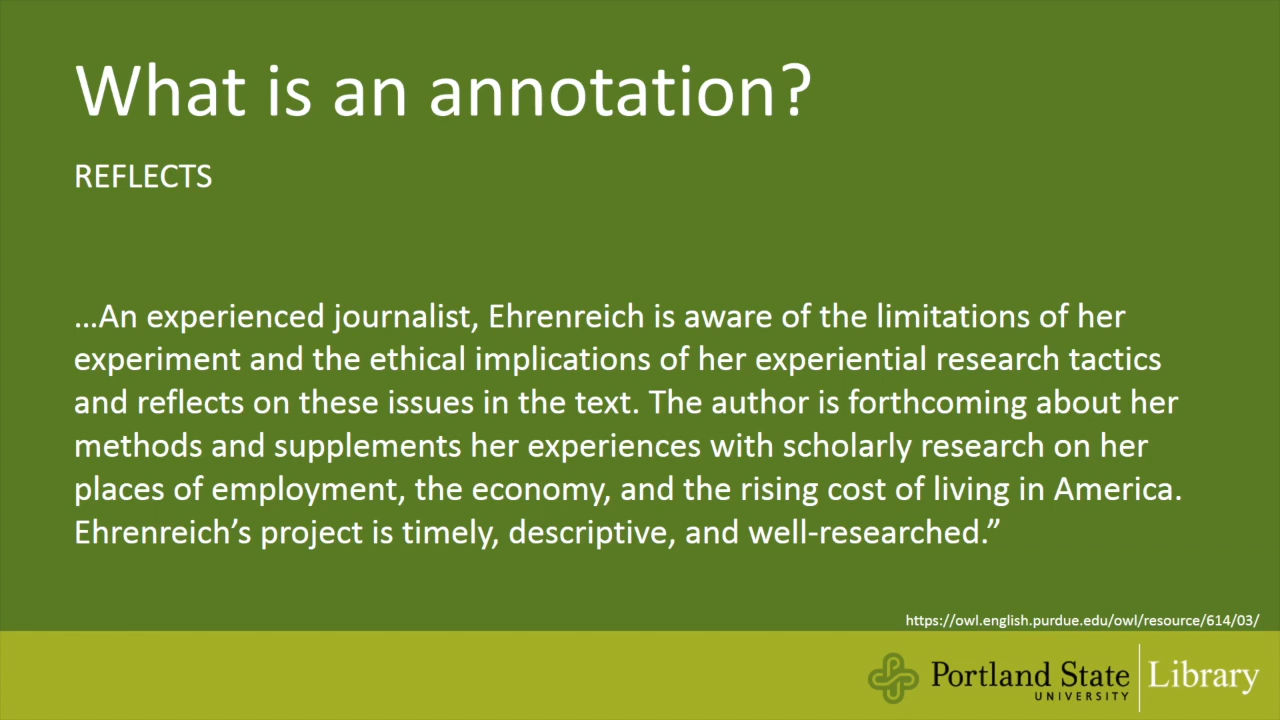 What is an annotation?
REFLECTS
…An experienced journalist, Ehrenreich is aware of the limitations of her
experiment and the ethical implications of her experiential research tactics
and reflects on these issues in the text. The author is forthcoming about her
methods and supplements her experiences with scholarly research on her
places of employment, the economy, and the rising cost of living in America.
Ehrenreich’s project is timely, descriptive, and well-researched.”
https://owl.english.purdue.edu/owl/resource/614/03/
Portland State Library
UNIVERSITY